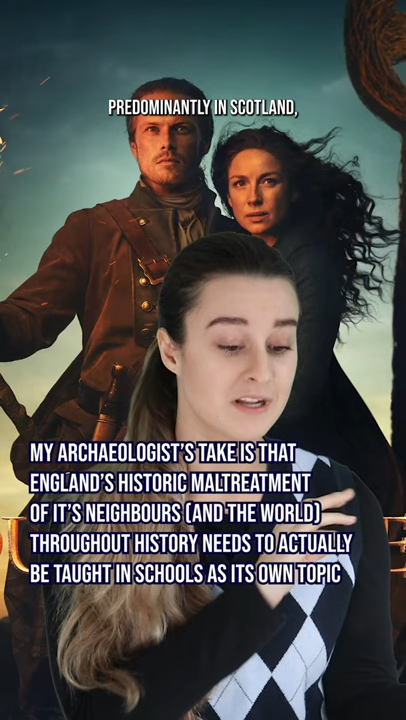 PREDOMINANTLY IN SCOTLAND,
MY ARCHAEOLOGIST'S TAKE IS THAT
ENGLAND'S HISTORIC MALTREATMENT
OF IT'S NEIGHBOURS (AND THE WORLD)
THROUGHOUT HISTORY NEEDS TO ACTUALLY
BE TAUGHT IN SCHOOLS AS ITS OWN TOPIC